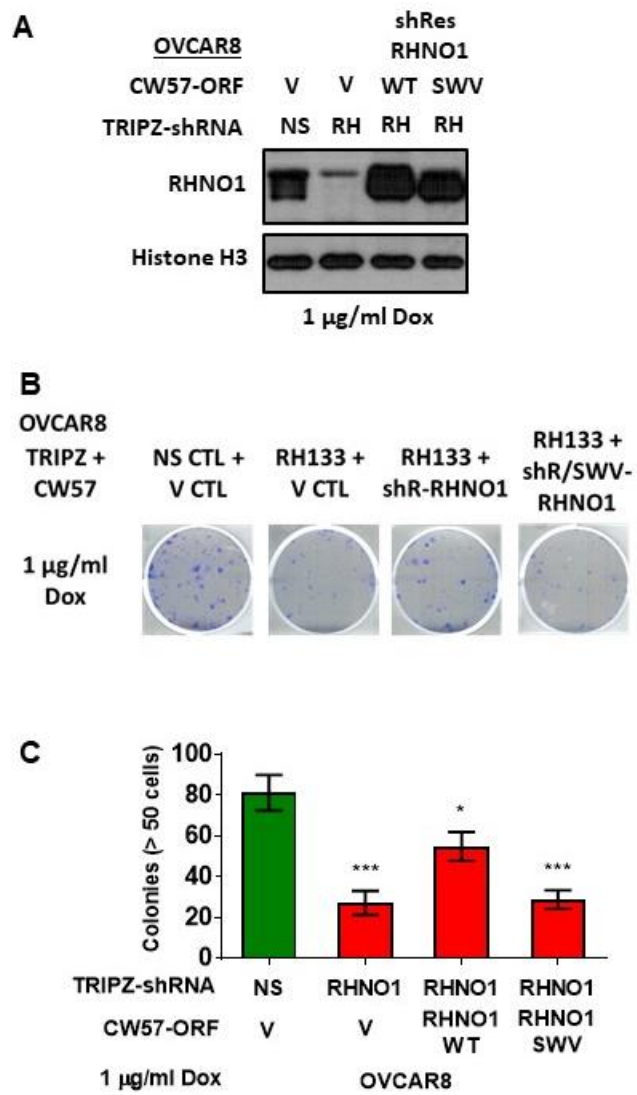 A
shRes
OVCAR8 RHNO1
CW57-ORF V V WT SWV
TRIPZ-shRNA NS RH RH RH
RHNO1
Histone H3
1 µg/ml Dox
B
OVCAR8
TRIPZ +
CW57
NS CTL +
V CTL
RH133 +
V CTL
RH133 +
shR-RHNO1
RH133 +
shR/SWV-
RHNO1
1 µg/ml
Dox
C
Colonies (> 50 cells)
100
80
60
40
20
0
***
*
***
TRIPZ-shRNA NS RHNO1 RHNO1 RHNO1
CW57-ORF V V RHNO1 WT RHNO1 SWV
1 µg/ml Dox OVCAR8